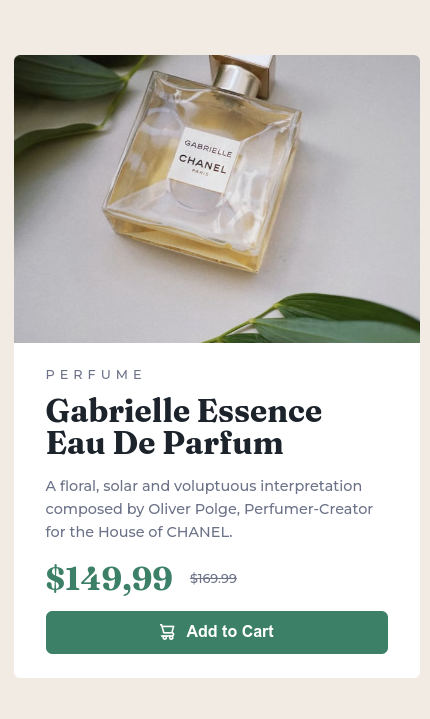 GABRIELLE
CHANEL
PARIS
PERFUME
Gabrielle Essence
Eau De Parfum
A floral, solar and voluptuous interpretation
composed by Oliver Polge, Perfumer-Creator
for the House of CHANEL.
$149,99 $169.99
Add to Cart